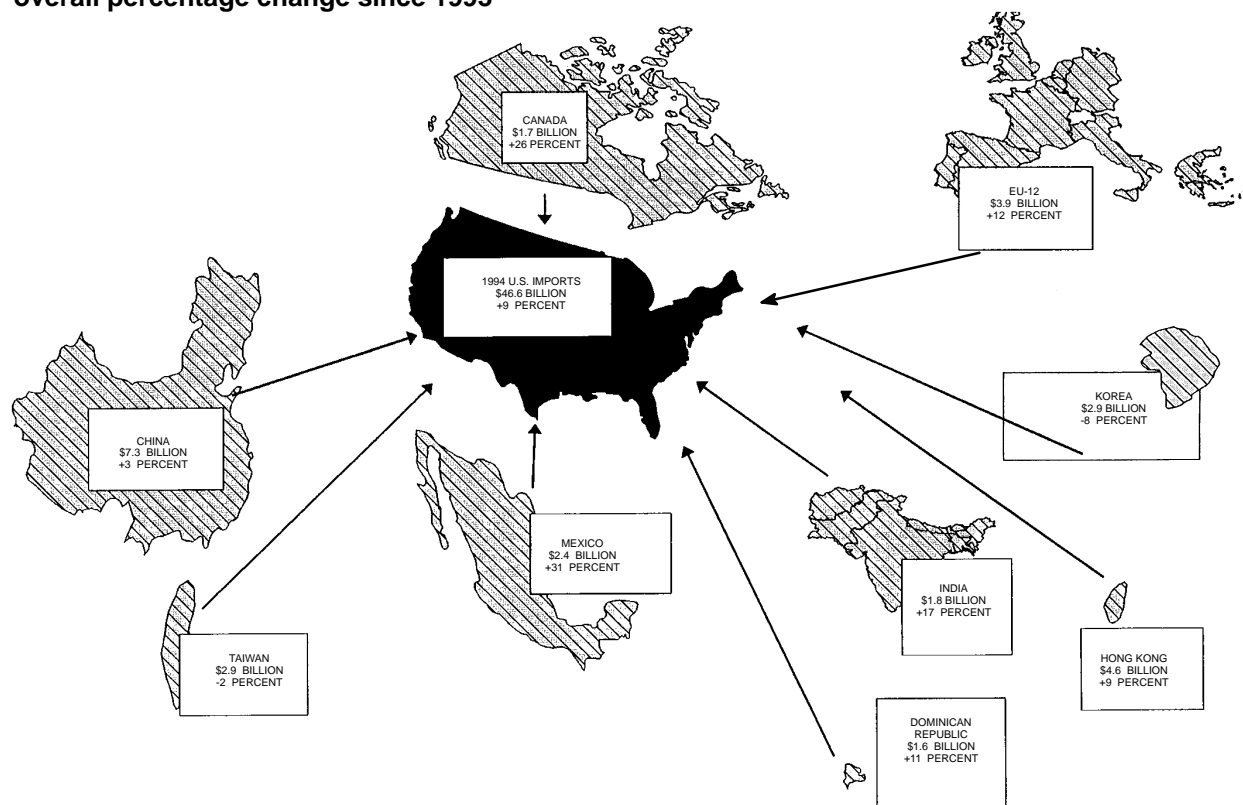 overall percentage change since 1993
CANADA
$1.7 BILLION
+26 PERCENT
EU-12
$3.9 BILLION
+12 PERCENT
1994 U.S. IMPORTS
$46.6 BILLION
+9 PERCENT
KOREA
$2.9 BILLION
-8 PERCENT
CHINA
$7.3 BILLION
+3 PERCENT
MEXICO
$2.4 BILLION
+31 PERCENT
INDIA
$1.8 BILLION
+17 PERCENT
TAIWAN
$2.9 BILLION
-2 PERCENT
HONG KONG
$4.6 BILLION
+9 PERCENT
DOMINICAN
REPUBLIC
$1.6 BILLION
+11 PERCENT